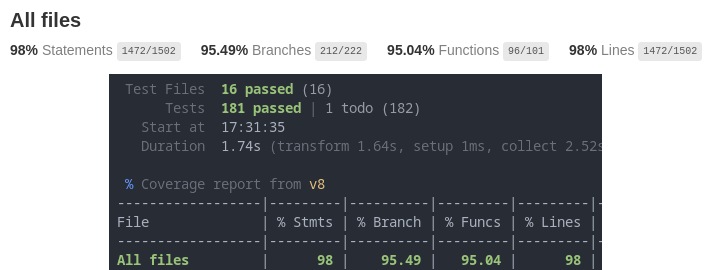 All files
98% Statements 1472/1502 95.49% Branches 212/222 95.04% Functions 96/101 98% Lines 1472/1502
Test Files 16 passed (16)
Tests 181 passed | 1 todo (182)
Start at 17:31:35
Duration 1.74s (transform 1.64s, setup 1ms, collect 2.52s
% Coverage report from v8
------------------|---------|----------|---------|---------|-
File | % Stmts | % Branch | % Funcs | % Lines |
------------------|---------|----------|---------|---------|-
All files | 98 | 95.49 | 95.04 | 98 |